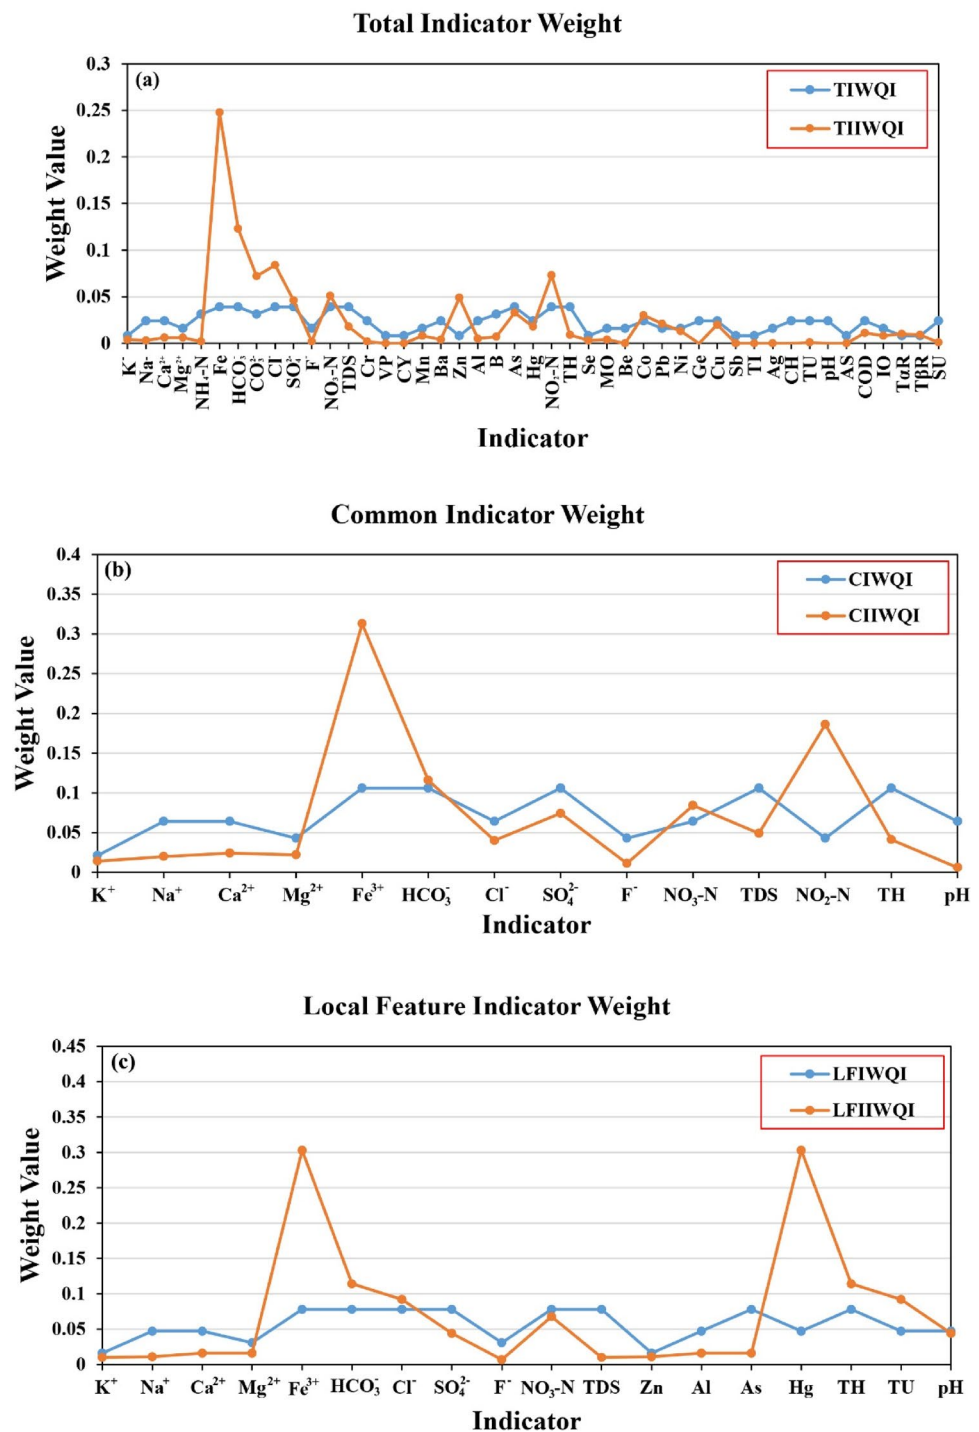 Total Indicator Weight
(a)
TIWQI
TIIWQI
0.3
0.25
0.2
0.15
0.1
0.05
0
Weight Value
K⁻ Na⁻ Ca²⁺ Mg²⁺ NH₄-N Fe HCO₃⁻ CO₃²⁻ Cl⁻ SO₄²⁻ F⁻ NO₃-N TDS Cr VP CY Mn Ba Zn Al B As Hg NO₂-N TH Se MO Be Co Pb Ni Ge Cu Sb TI Ag CH TU pH AS COD IO TαR TβR SU
Indicator
Common Indicator Weight
(b)
CIWQI
CIIWQI
0.4
0.35
0.3
0.25
0.2
0.15
0.1
0.05
0
Weight Value
K⁺ Na⁺ Ca²⁺ Mg²⁺ Fe³⁺ HCO₃⁻ Cl⁻ SO₄²⁻ F⁻ NO₃-N TDS NO₂-N TH pH
Indicator
Local Feature Indicator Weight
(c)
LFIWQI
LFIIWQI
0.45
0.4
0.35
0.3
0.25
0.2
0.15
0.1
0.05
0
Weight Value
K⁺ Na⁺ Ca²⁺ Mg²⁺ Fe³⁺ HCO₃⁻ Cl⁻ SO₄²⁻ F⁻ NO₃-N TDS Zn Al As Hg TH TU pH
Indicator